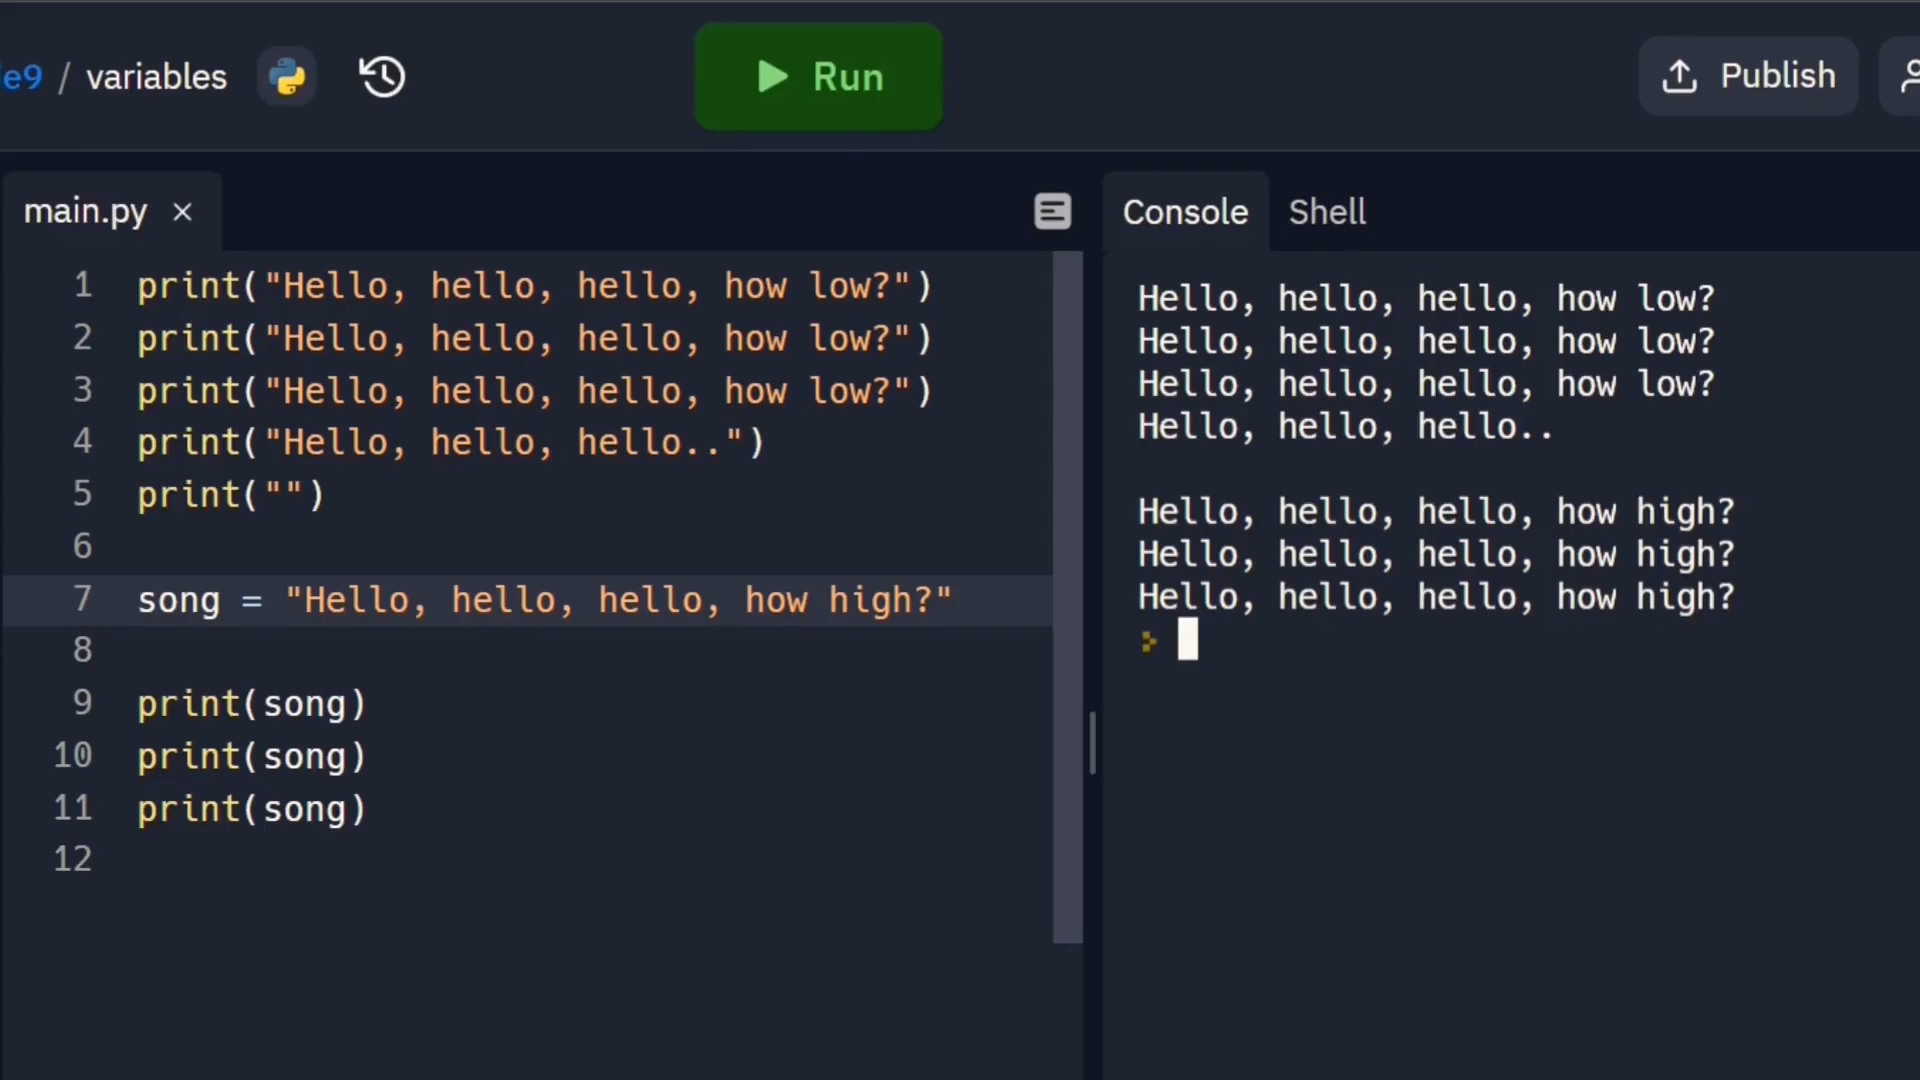 e9 / variables
Run
Publish
main.py
Console
Shell
1 print("Hello, hello, hello, how low?")
2 print("Hello, hello, hello, how low?")
3 print("Hello, hello, hello, how low?")
4 print("Hello, hello, hello..")
5 print("")
6
7 song = "Hello, hello, hello, how high?"
8
9 print(song)
10 print(song)
11 print(song)
12
Hello, hello, hello, how low?
Hello, hello, hello, how low?
Hello, hello, hello, how low?
Hello, hello, hello..
Hello, hello, hello, how high?
Hello, hello, hello, how high?
Hello, hello, hello, how high?